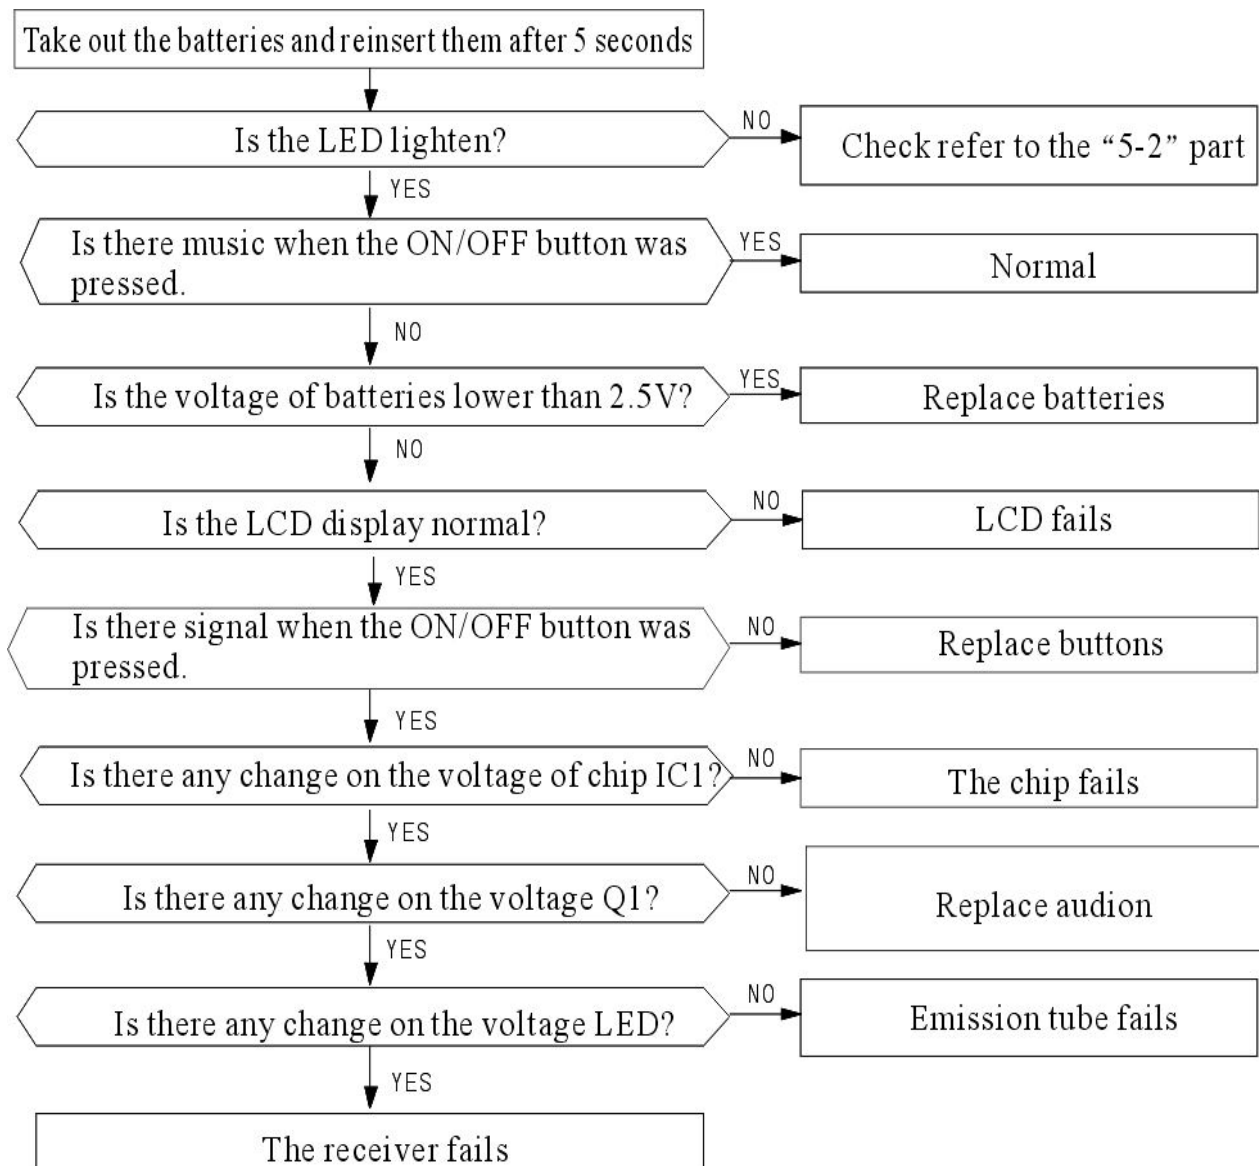 Take out the batteries and reinsert them after 5 seconds
Is the LED lighten?
NO
Check refer to the “5-2” part
YES
Is there music when the ON/OFF button was
pressed.
YES
Normal
NO
Is the voltage of batteries lower than 2.5V?
YES
Replace batteries
NO
Is the LCD display normal?
NO
LCD fails
YES
Is there signal when the ON/OFF button was
pressed.
NO
Replace buttons
YES
Is there any change on the voltage of chip IC1?
NO
The chip fails
YES
Is there any change on the voltage Q1?
NO
Replace audion
YES
Is there any change on the voltage LED?
NO
Emission tube fails
YES
The receiver fails